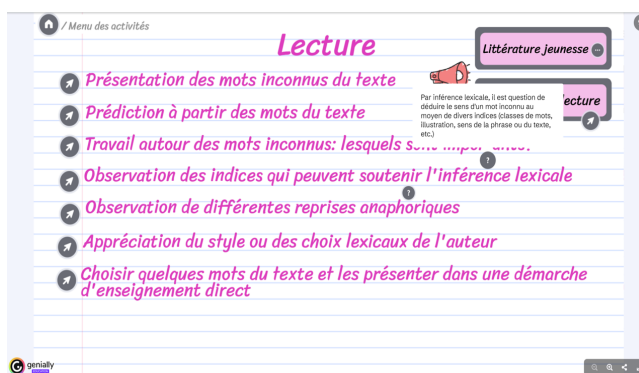 / Menu des activités
Lecture
Littérature jeunesse
Présentation des mots inconnus du texte
Par inférence lexicale, il est question de
déduire le sens d'un mot inconnu au
moyen de divers indices (classes de mots,
illustration, sens de la phrase ou du texte,
etc.)
lecture
Prédiction à partir des mots du texte
Travail autour des mots inconnus: lesquels sont
?
Observation des indices qui peuvent soutenir l'inférence lexicale
?
Observation de différentes reprises anaphoriques
Appréciation du style ou des choix lexicaux de l'auteur
Choisir quelques mots du texte et les présenter dans une démarche
d'enseignement direct
genially